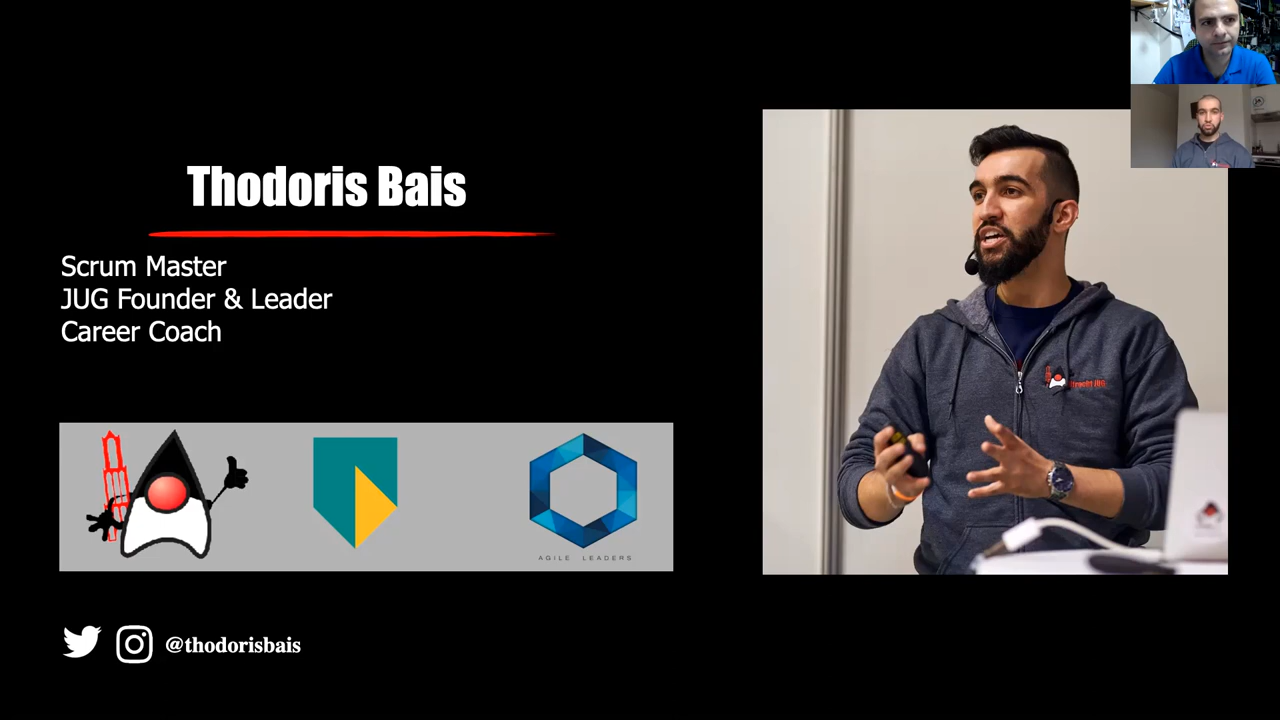 Thodoris Bais
Scrum Master
JUG Founder & Leader
Career Coach
AGILE LEADERS
@thodorisbais